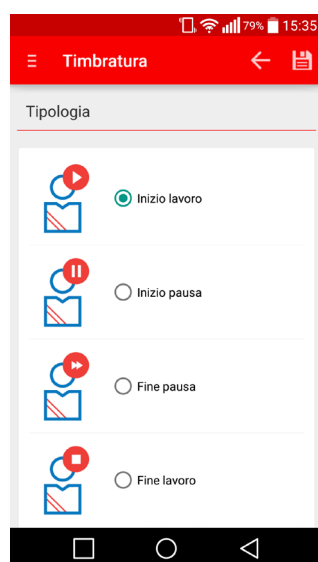 79% 15:35
Timbratura
Tipologia
Inizio lavoro
Inizio pausa
Fine pausa
Fine lavoro